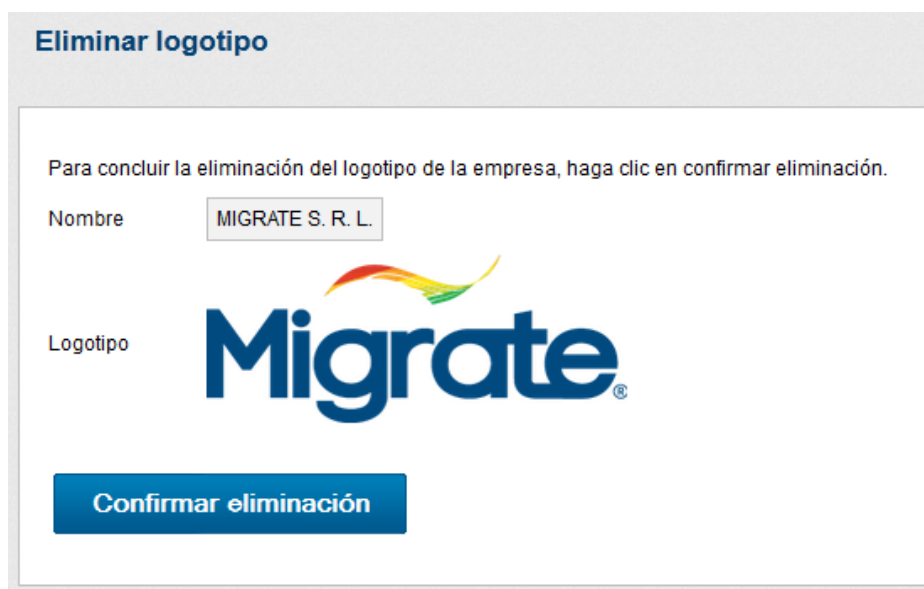 Eliminar logotipo
Para concluir la eliminación del logotipo de la empresa, haga clic en confirmar eliminación.
Nombre MIGRATE S. R. L.
Logotipo Migrate®
Confirmar eliminación